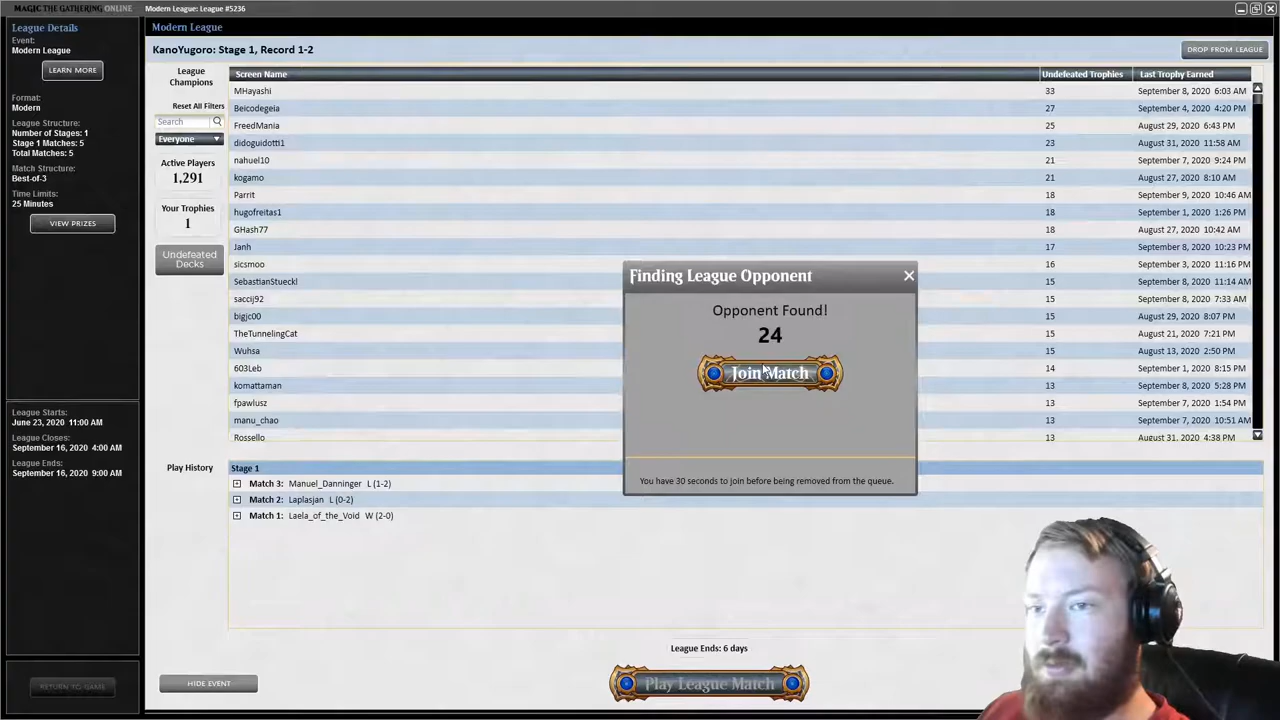 MAGIC THE GATHERING ONLINE
Modern League: League #5236
League Details
Event:
Modern League
LEARN MORE
Format:
Modern
League Structure:
Number of Stages: 1
Stage 1 Matches: 5
Total Matches: 5
Match Structure:
Best-of-3
Time Limits:
25 Minutes
VIEW PRIZES
League Starts:
June 23, 2020 11:00 AM
League Closes:
September 16, 2020 4:00 AM
League Ends:
September 16, 2020 9:00 AM
RETURN TO GAME
Modern League
KanoYugoro: Stage 1, Record 1-2
DROP FROM LEAGUE
League
Champions
Reset All Filters
Search
Everyone
Active Players
1,291
Your Trophies
1
Undefeated
Decks
Screen Name Undefeated Trophies Last Trophy Earned
MHayashi 33 September 8, 2020 6:03 AM
Beicodegeia 27 September 4, 2020 4:20 PM
FreedMania 25 August 29, 2020 6:43 PM
didoguidotti1 23 August 31, 2020 11:58 AM
nahuel10 21 September 7, 2020 9:24 PM
kogamo 21 August 27, 2020 8:10 AM
Parrit 18 September 9, 2020 10:46 AM
hugofreitas1 18 September 1, 2020 1:26 PM
GHash77 18 August 27, 2020 10:42 AM
Janh 17 September 8, 2020 10:23 PM
sicsmoo 16 September 3, 2020 11:16 PM
SebastianStueckl 15 September 8, 2020 11:14 AM
saccij92 15 September 8, 2020 7:33 AM
bigjc00 15 August 29, 2020 8:07 PM
TheTunnelingCat 15 August 21, 2020 7:21 PM
Wuhsa 15 August 13, 2020 2:50 PM
603Leb 14 September 1, 2020 8:15 PM
komattaman 13 September 8, 2020 5:28 PM
fpawlusz 13 September 7, 2020 1:54 PM
manu_chao 13 September 7, 2020 10:51 AM
Rossello 13 August 31, 2020 4:38 PM
Finding League Opponent
Opponent Found!
24
Join Match
You have 30 seconds to join before being removed from the queue.
Play History
Stage 1
Match 3: Manuel_Danninger L (1-2)
Match 2: Laplasjan L (0-2)
Match 1: Laela_of_the_Void W (2-0)
League Ends: 6 days
HIDE EVENT
Play League Match